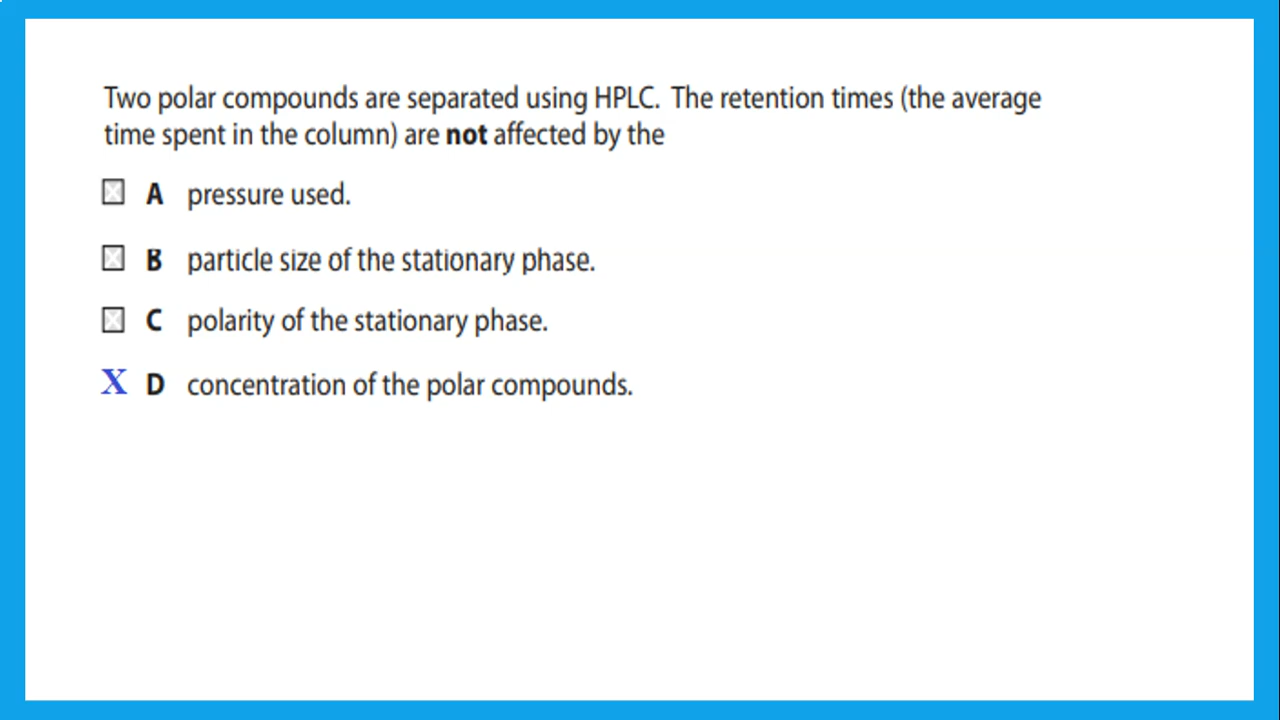 Two polar compounds are separated using HPLC. The retention times (the average
time spent in the column) are not affected by the
A pressure used.
B particle size of the stationary phase.
C polarity of the stationary phase.
X D concentration of the polar compounds.